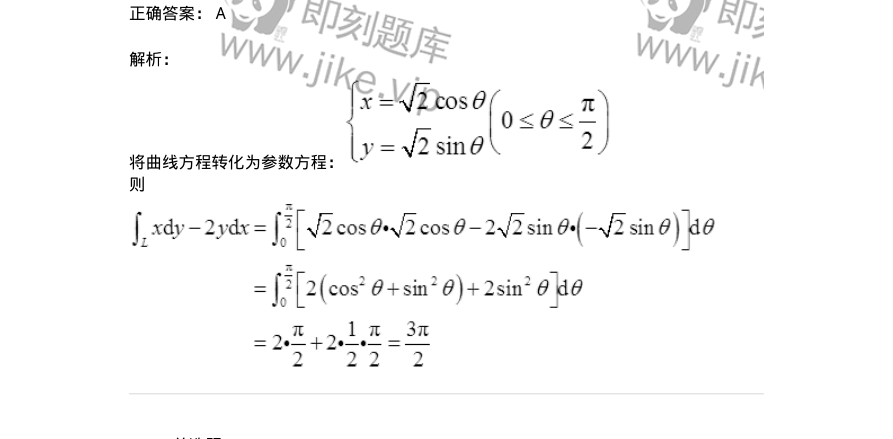 正确答案： A
即刻题库
www.jike.vip
www.jik
解析：
{x = √2 cos θ
y = √2 sin θ (0 ≤ θ ≤ π/2)
将曲线方程转化为参数方程：
则
∫_L xdy − 2ydx = ∫_0^{π/2} [√2 cos θ•√2 cos θ − 2√2 sin θ•(−√2 sin θ)]dθ
= ∫_0^{π/2} [2(cos² θ + sin² θ) + 2sin² θ]dθ
= 2•π/2 + 2•1/2•π/2 = 3π/2